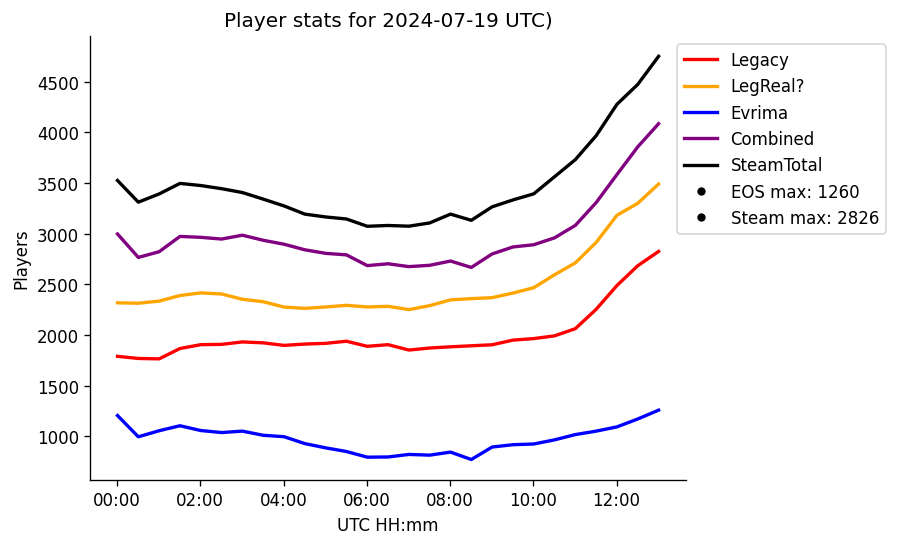 Player stats for 2024-07-19 UTC)
Players
4500
4000
3500
3000
2500
2000
1500
1000
00:00 02:00 04:00 06:00 08:00 10:00 12:00
UTC HH:mm
Legacy
LegReal?
Evrima
Combined
SteamTotal
EOS max: 1260
Steam max: 2826